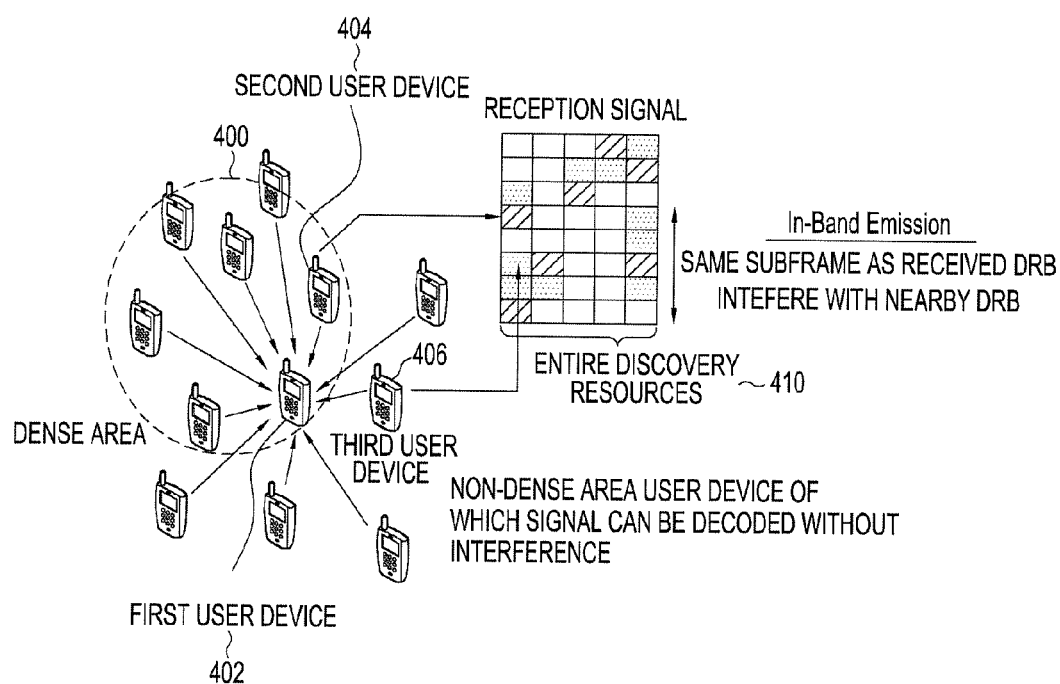 404
SECOND USER DEVICE
RECEPTION SIGNAL
400
In-Band Emission
SAME SUBFRAME AS RECEIVED DRB
INTEFERE WITH NEARBY DRB
406
ENTIRE DISCOVERY
RESOURCES
410
DENSE AREA
THIRD USER
DEVICE
NON-DENSE AREA USER DEVICE OF
WHICH SIGNAL CAN BE DECODED WITHOUT
INTERFERENCE
FIRST USER DEVICE
402